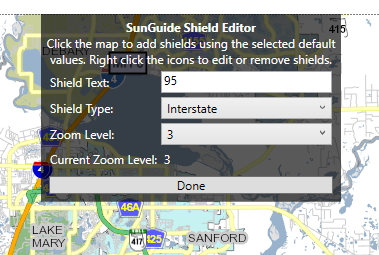 SunGuide Shield Editor
415
Click the map to add shields using the selected default
values. Right click the icons to edit or remove shields.
DEBARY
4
Shield Text: 95
Shield Type: Interstate
Zoom Level: 3
Current Zoom Level: 3
4
Done
46A
LAKE
MARY
417
425
SANFORD